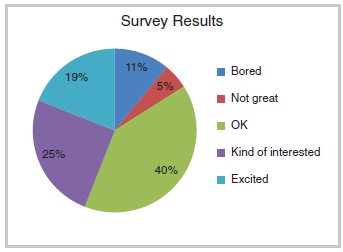 Survey Results
11%
5%
40%
25%
19%
Bored
Not great
OK
Kind of interested
Excited